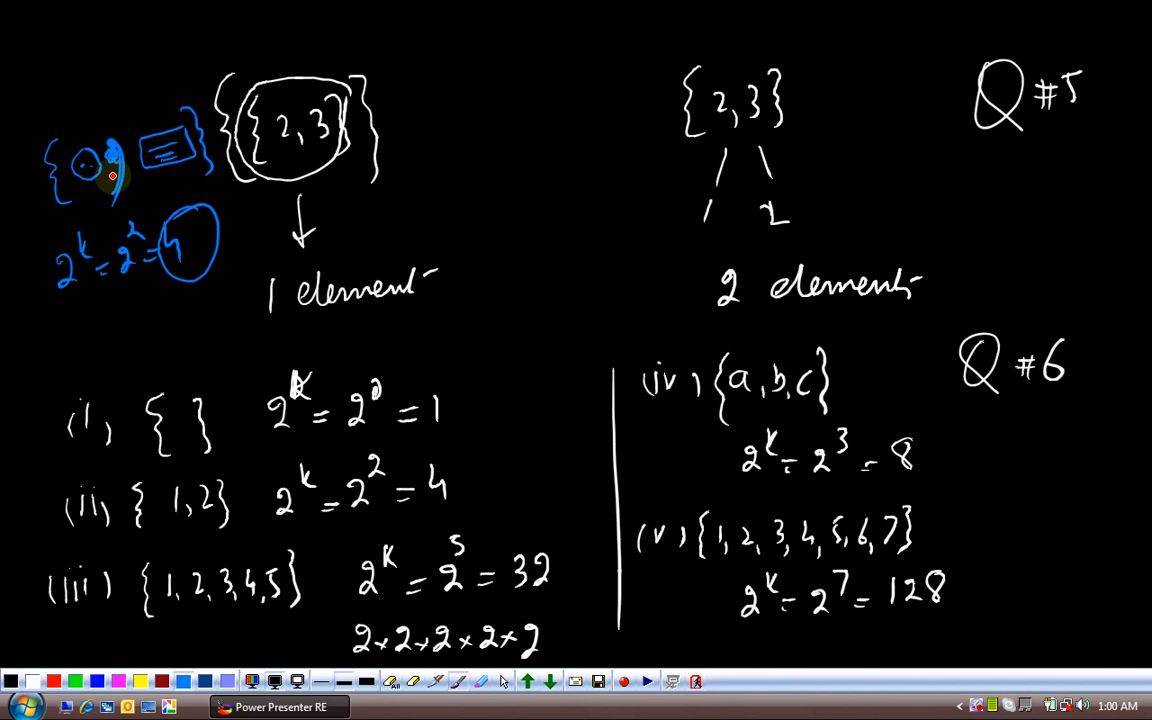 Q #5
{ {2,3} }
{2,3}
1 2
1 element
2 elements
2^k = 2^2 = 4
Q #6
(i) { } 2^k = 2^0 = 1
(ii) {1,2} 2^k = 2^2 = 4
(iii) {1,2,3,4,5} 2^k = 2^5 = 32
2×2×2×2×2
(iv) {a,b,c}
2^k = 2^3 = 8
(v) {1,2,3,4,5,6,7}
2^k = 2^7 = 128
Power Presenter RE
1:00 AM